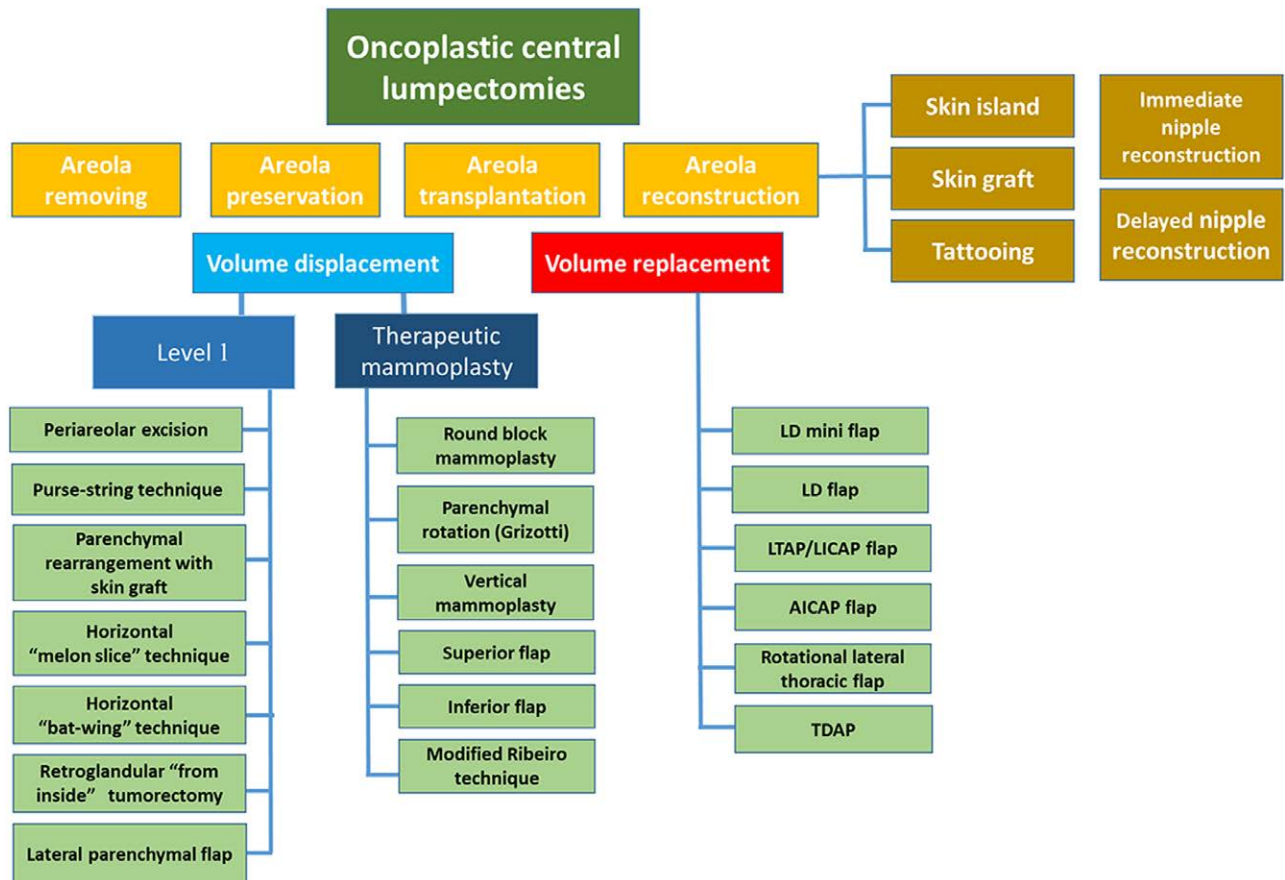 Oncoplastic central
lumpectomies
Areola
removing
Areola
preservation
Areola
transplantation
Areola
reconstruction
Skin island
Skin graft
Tattooing
Immediate
nipple
reconstruction
Delayed nipple
reconstruction
Volume displacement
Volume replacement
Level 1
Therapeutic
mammoplasty
Periareolar excision
Purse-string technique
Parenchymal
rearrangement with
skin graft
Horizontal
“melon slice” technique
Horizontal
“bat-wing” technique
Retroglandular “from
inside” tumorectomy
Lateral parenchymal flap
Round block
mammoplasty
Parenchymal
rotation (Grizotti)
Vertical
mammoplasty
Superior flap
Inferior flap
Modified Ribeiro
technique
LD mini flap
LD flap
LTAP/LICAP flap
AICAP flap
Rotational lateral
thoracic flap
TDAP